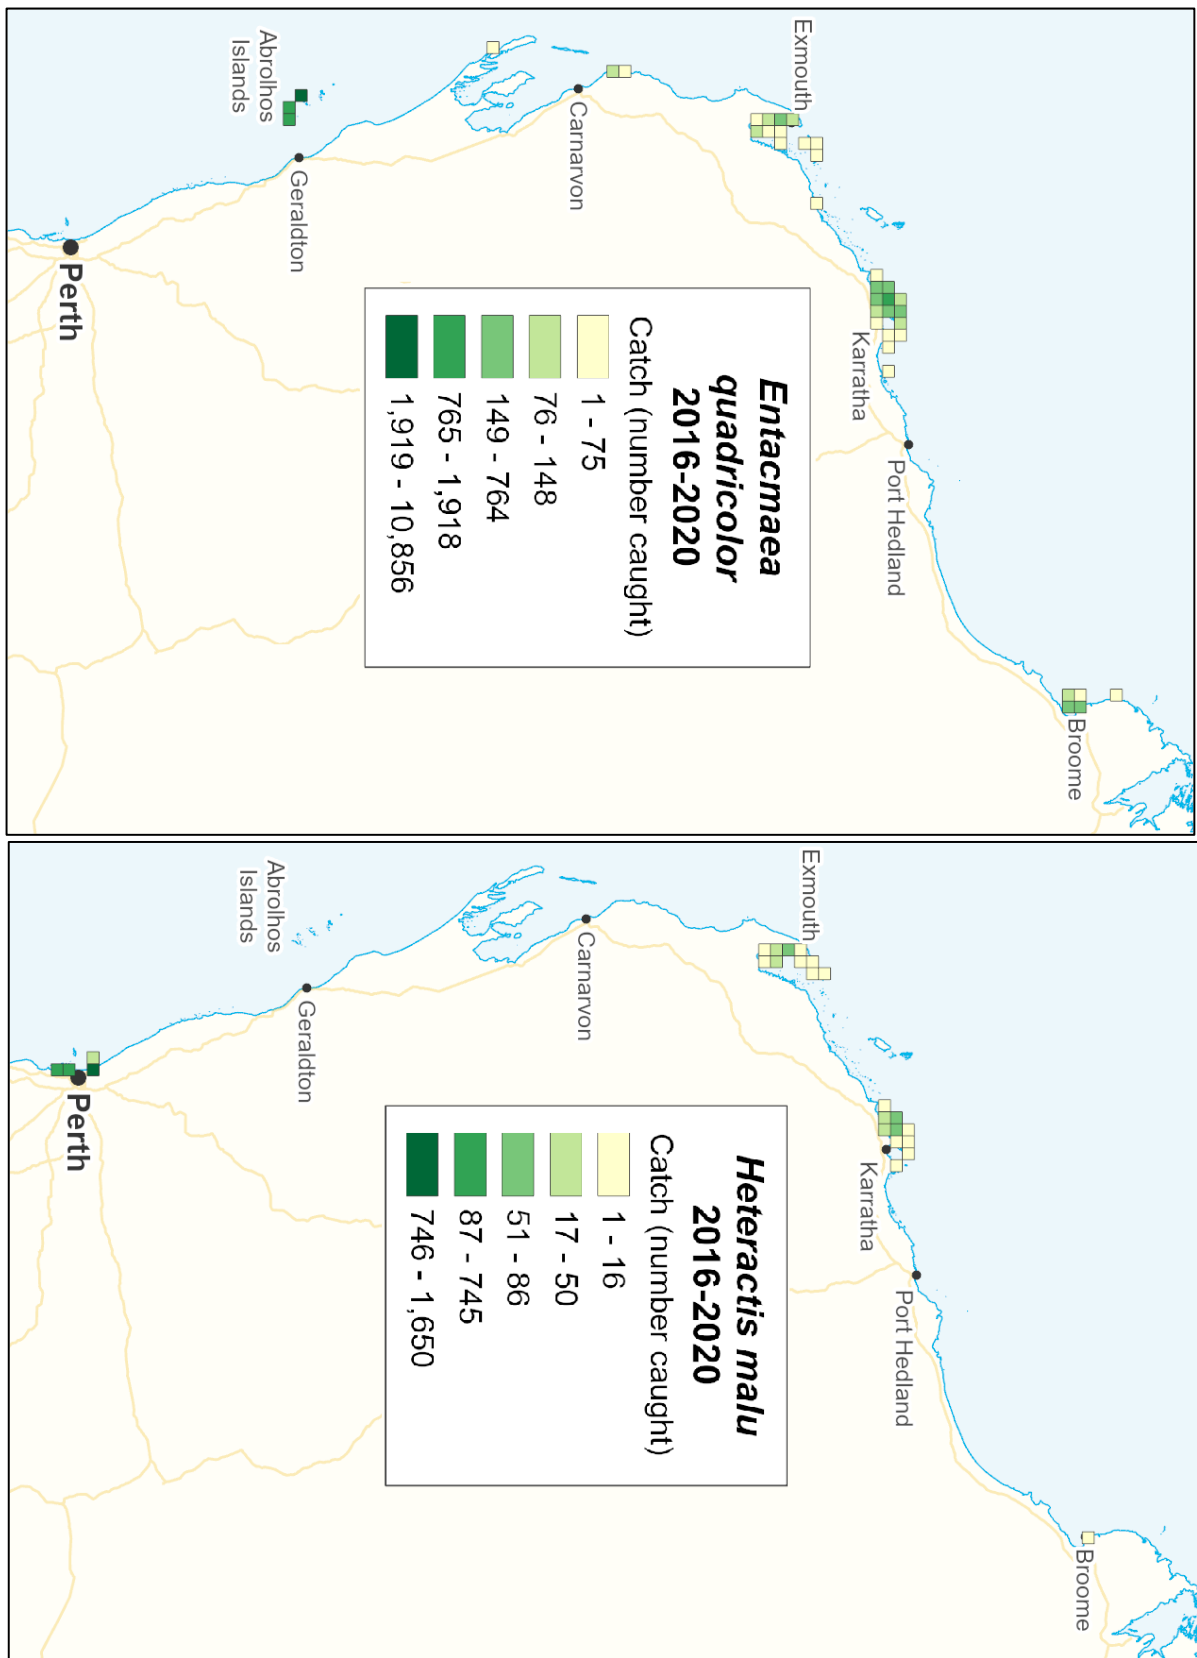 Entacmaea
quadricolor
2016-2020
Catch (number caught)
1 - 75
76 - 148
149 - 764
765 - 1,918
1,919 - 10,856
Broome
Port Hedland
Karratha
Exmouth
Carnarvon
Abrolhos
Islands
Geraldton
Perth
Heteractis malu
2016-2020
Catch (number caught)
1 - 16
17 - 50
51 - 86
87 - 745
746 - 1,650
Broome
Port Hedland
Karratha
Exmouth
Carnarvon
Abrolhos
Islands
Geraldton
Perth